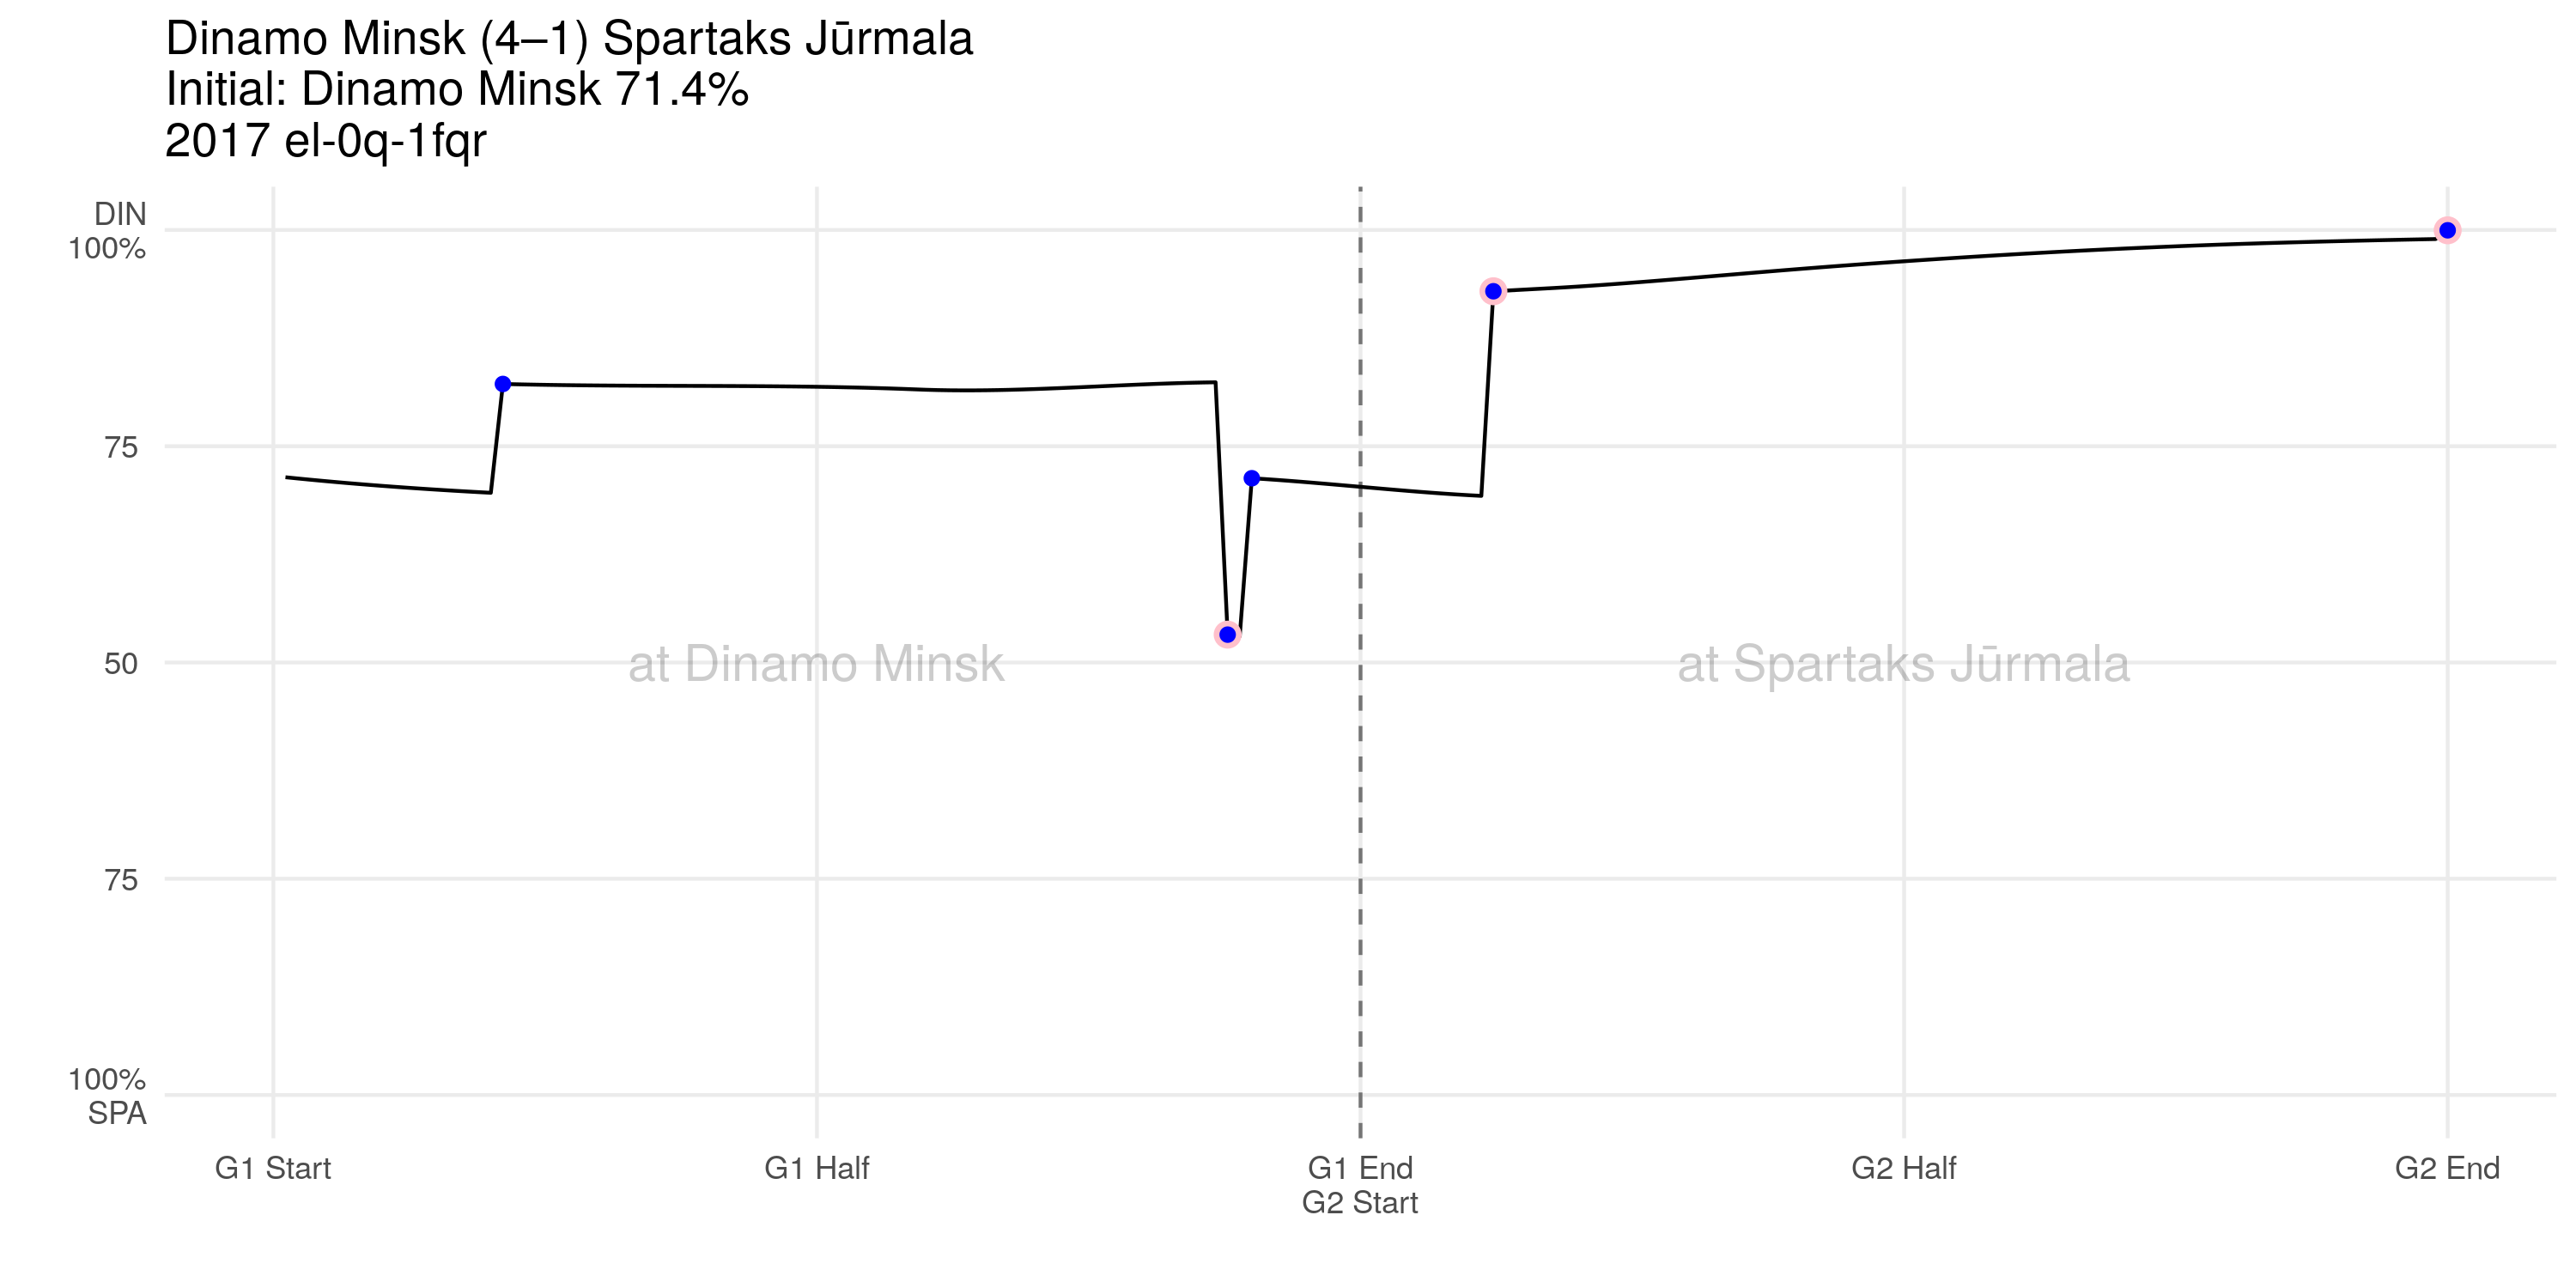 Dinamo Minsk (4–1) Spartaks Jūrmala
Initial: Dinamo Minsk 71.4%
2017 el-0q-1fqr
DIN
100%
75
50
75
100%
SPA
at Dinamo Minsk
at Spartaks Jūrmala
G1 Start
G1 Half
G1 End
G2 Start
G2 Half
G2 End